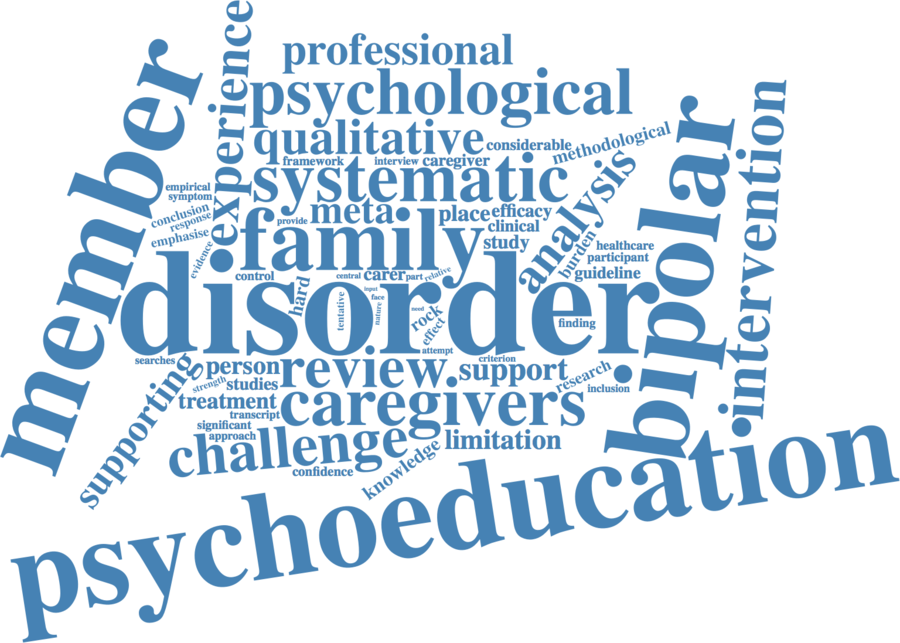 experience
professional
member
psychological
bipolar
intervention
qualitative
considerable
methodological
framework
interview
caregiver
systematic
analysis
empirical
symptom
conclusion
response
emphasise
evidence
provide
meta
place
efficacy
clinical
family
study
burden
healthcare
participant
guideline
control
central
carer
part
relative
hard
disorder
tentative
input
face
nature
need
rock
effect
attempt
finding
searches
supporting
person
strength
studies
review.
criterion
support
research
inclusion
treatment
transcript
caregivers
significant
approach
challenge
limitation
confidence
knowledge
psychoeducation